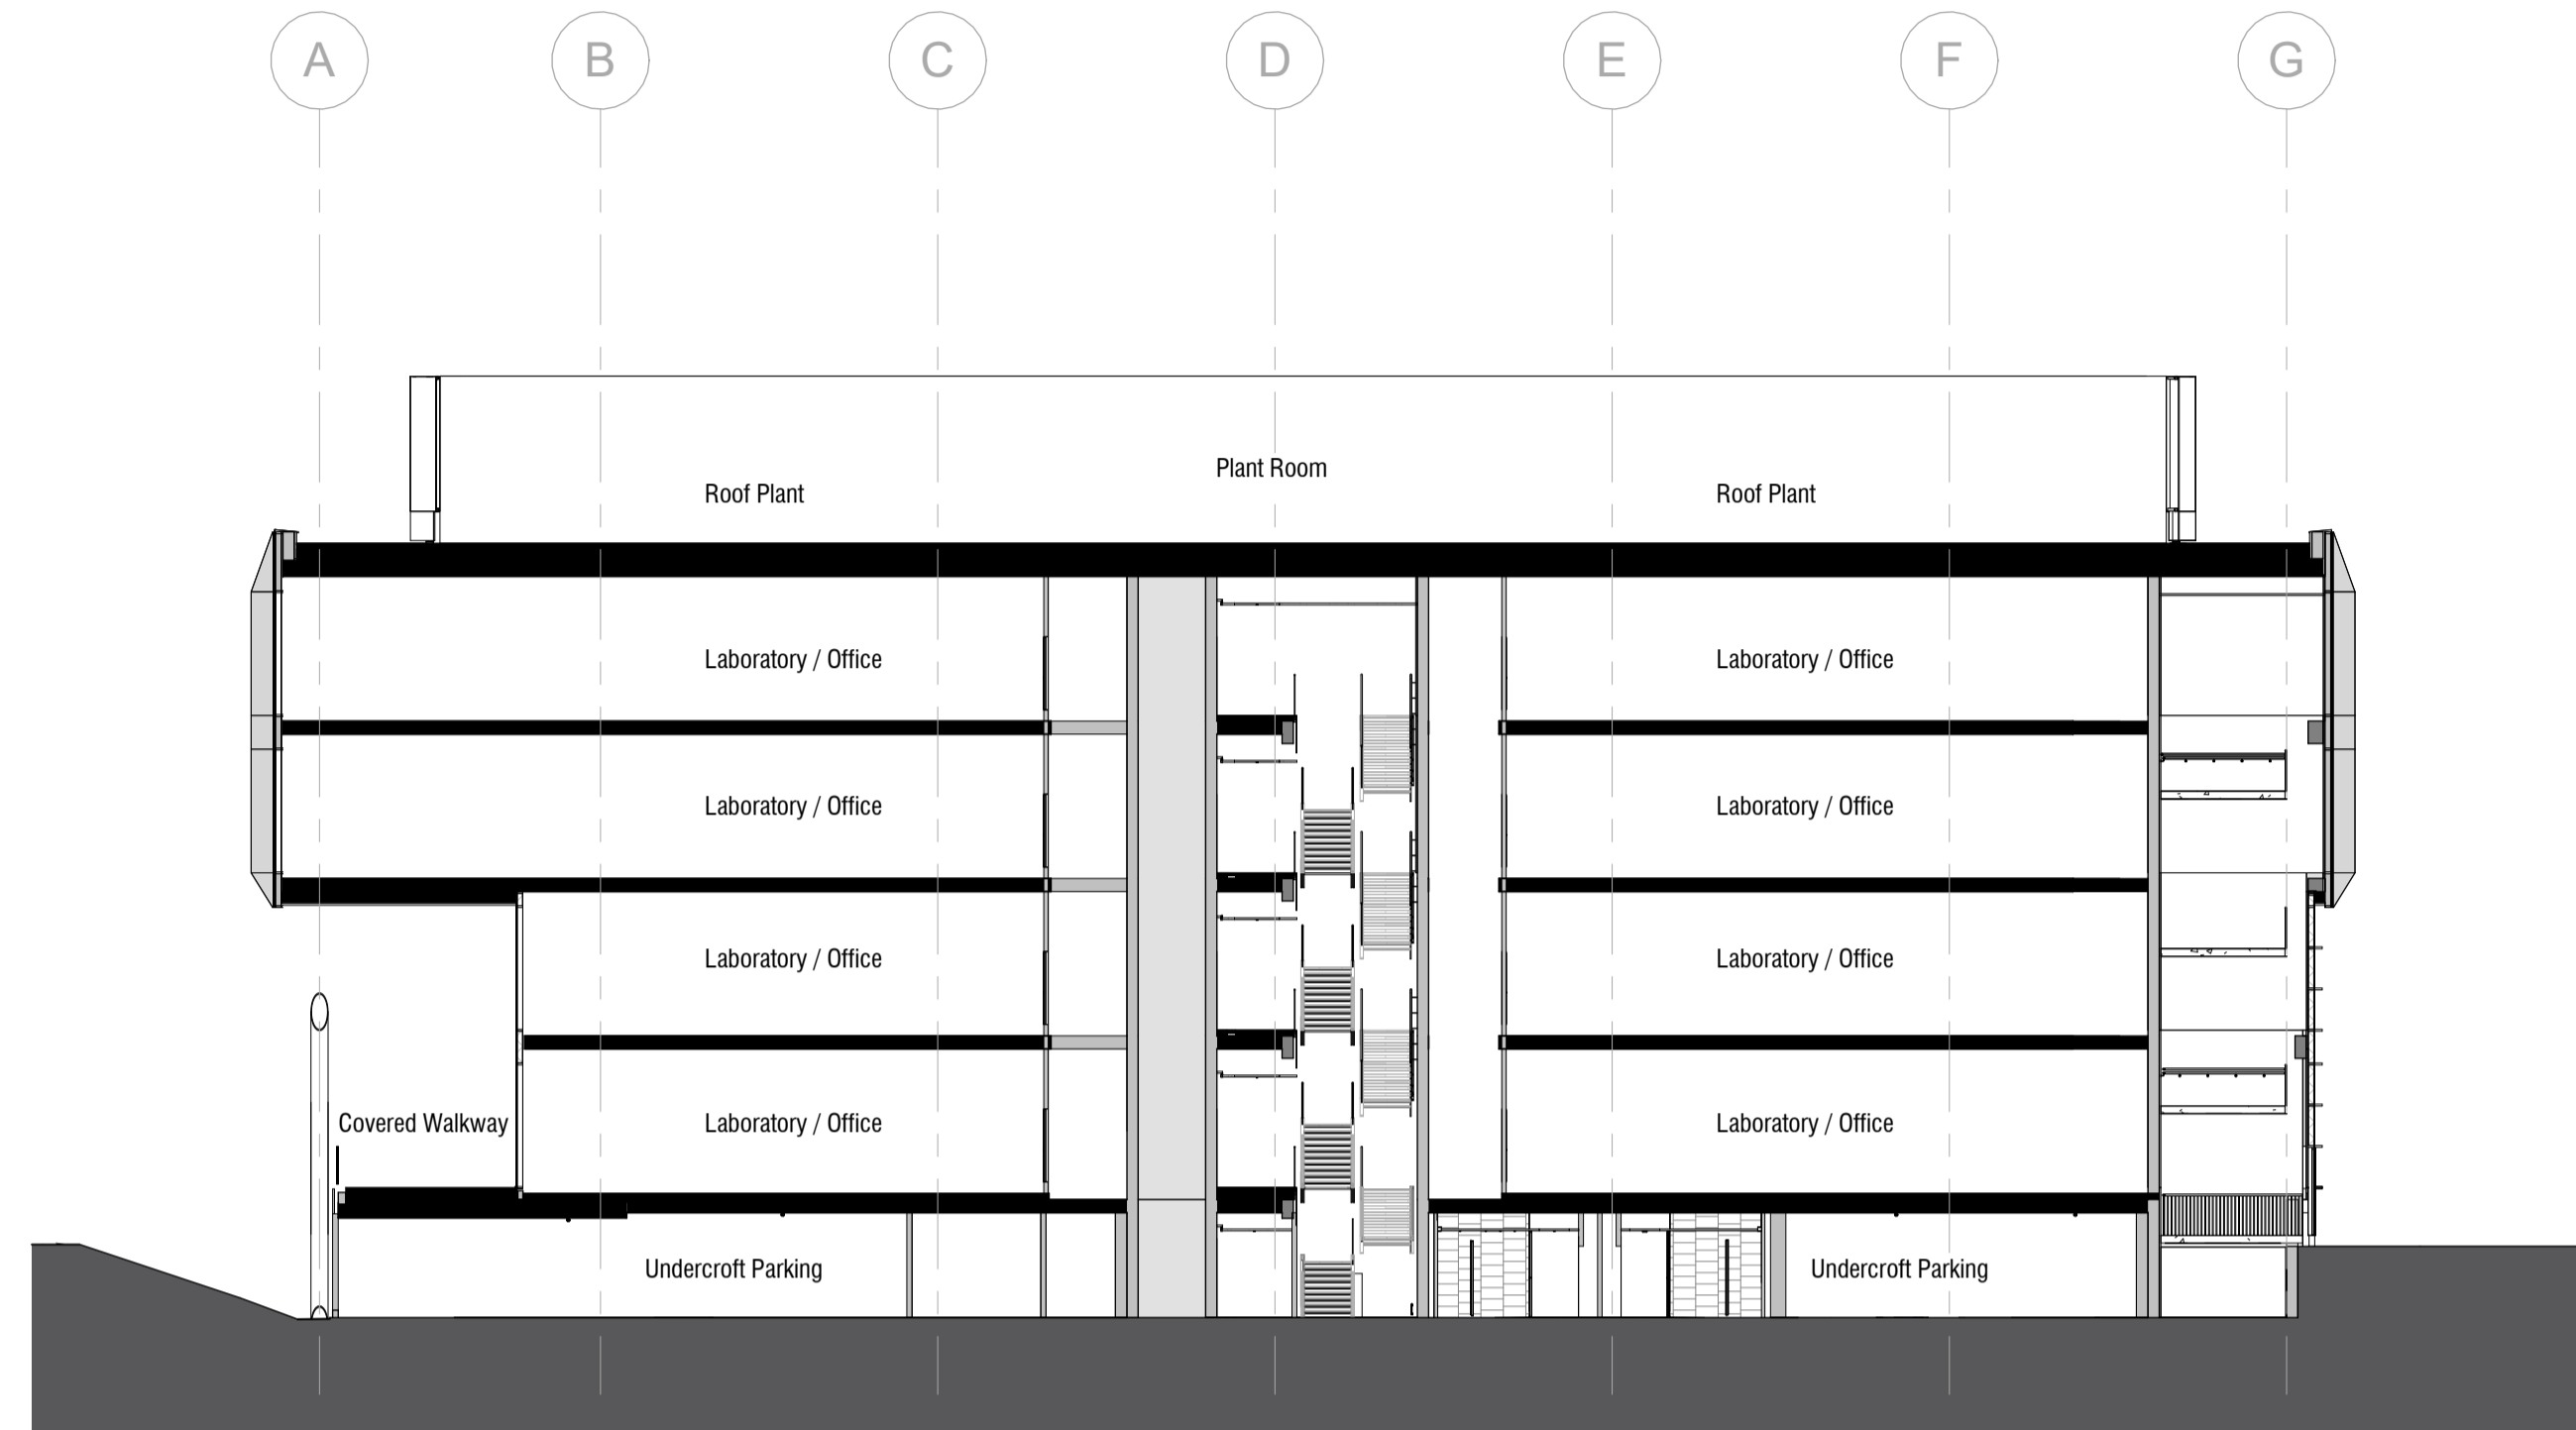 A
B
C
D
E
F
G
Plant Room
Roof Plant
Roof Plant
Laboratory / Office
Laboratory / Office
Laboratory / Office
Laboratory / Office
Laboratory / Office
Laboratory / Office
Covered Walkway
Laboratory / Office
Laboratory / Office
Undercroft Parking
Undercroft Parking